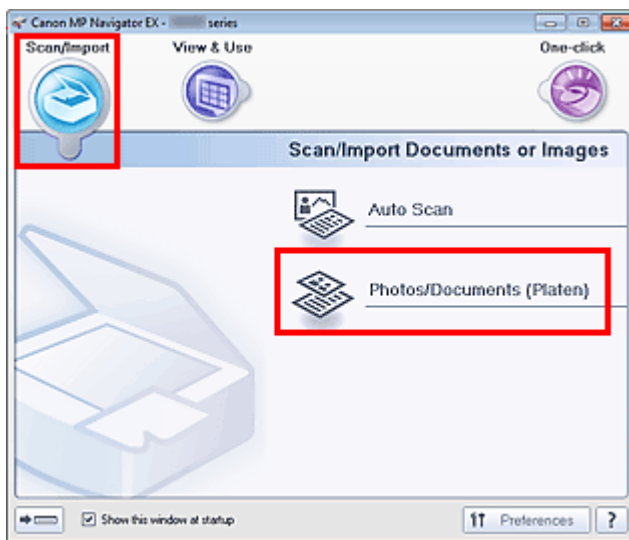 Canon MP Navigator EX - series
Scan/Import View & Use One-click
Scan/Import Documents or Images
Auto Scan
Photos/Documents (Platen)
Show this window at startup Preferences ?